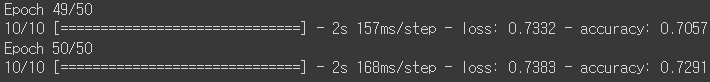 Epoch 49/50
10/10 [==============================] - 2s 157ms/step - loss: 0.7332 - accuracy: 0.7057
Epoch 50/50
10/10 [==============================] - 2s 168ms/step - loss: 0.7383 - accuracy: 0.7291